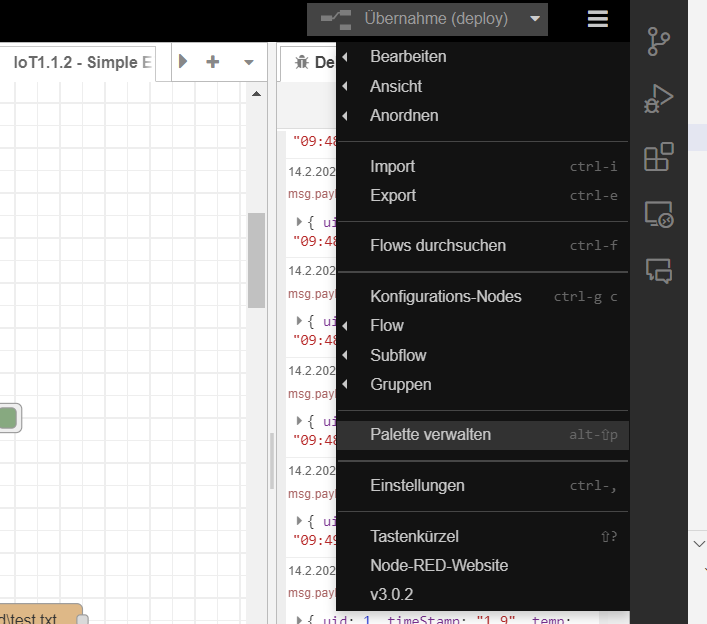 Übernahme (deploy)
IoT1.1.2 - Simple E
De
Bearbeiten
Ansicht
Anordnen
Import ctrl-i
Export ctrl-e
Flows durchsuchen ctrl-f
Konfigurations-Nodes ctrl-g c
Flow
Subflow
Gruppen
Palette verwalten alt-⇧p
Einstellungen ctrl-,
Tastenkürzel ⇧?
Node-RED-Website
v3.0.2
"09:48
14.2.202
msg.payl
{ ui
"09:48
14.2.202
msg.payl
{ ui
"09:48
14.2.202
msg.payl
{ ui
"09:48
14.2.202
msg.payl
{ ui
"09:49
14.2.202
msg.payl
{ uid: 1, timeStamp: "1.9", temp:
d\test.txt